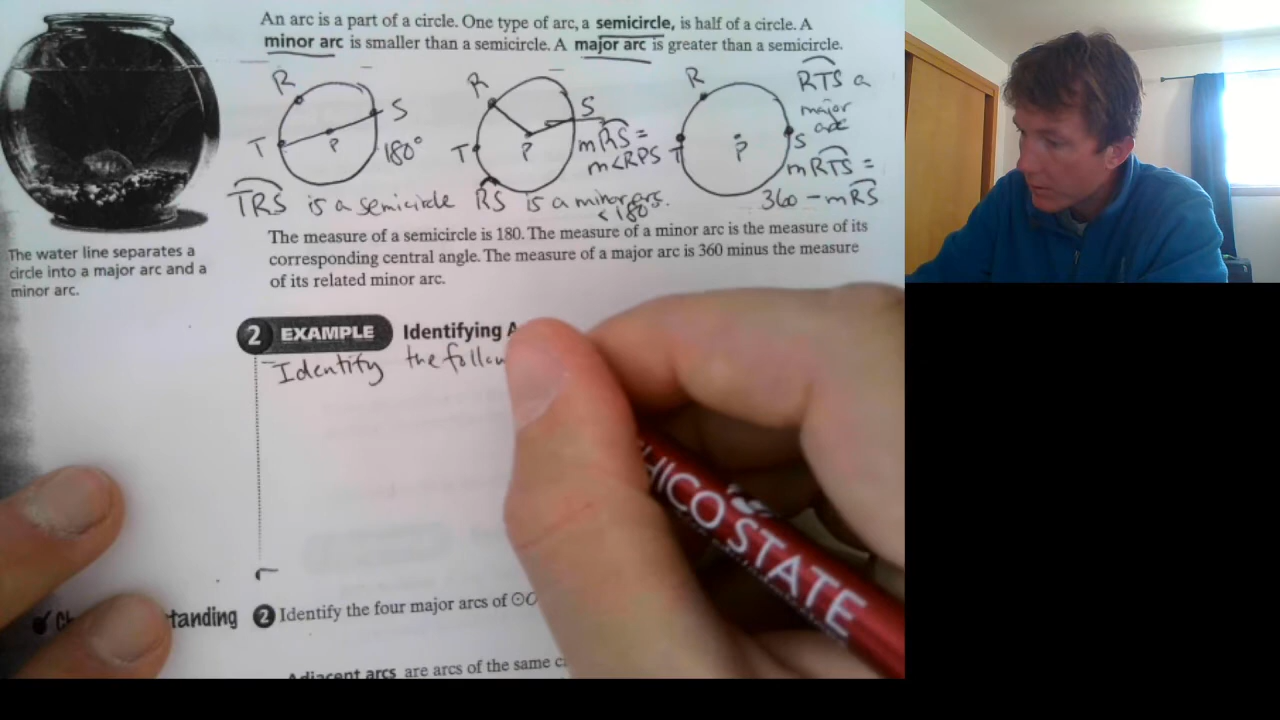 An arc is a part of a circle. One type of arc, a semicircle, is half of a circle. A
minor arc is smaller than a semicircle. A major arc is greater than a semicircle.
R
S
T
P
180°
TRS is a semicircle
R
S
T
P
mRS =
m<RPS
RS is a minor arc.
< 180°
R
T
S
P
RTS a
major
arc
mRTS =
360 - mRS
The water line separates a
circle into a major arc and a
minor arc.
The measure of a semicircle is 180. The measure of a minor arc is the measure of its
corresponding central angle. The measure of a major arc is 360 minus the measure
of its related minor arc.
2 EXAMPLE Identifying A
Identify the follow
tanding 2 Identify the four major arcs of ⊙O
Adjacent arcs are arcs of the same c
CHICO STATE